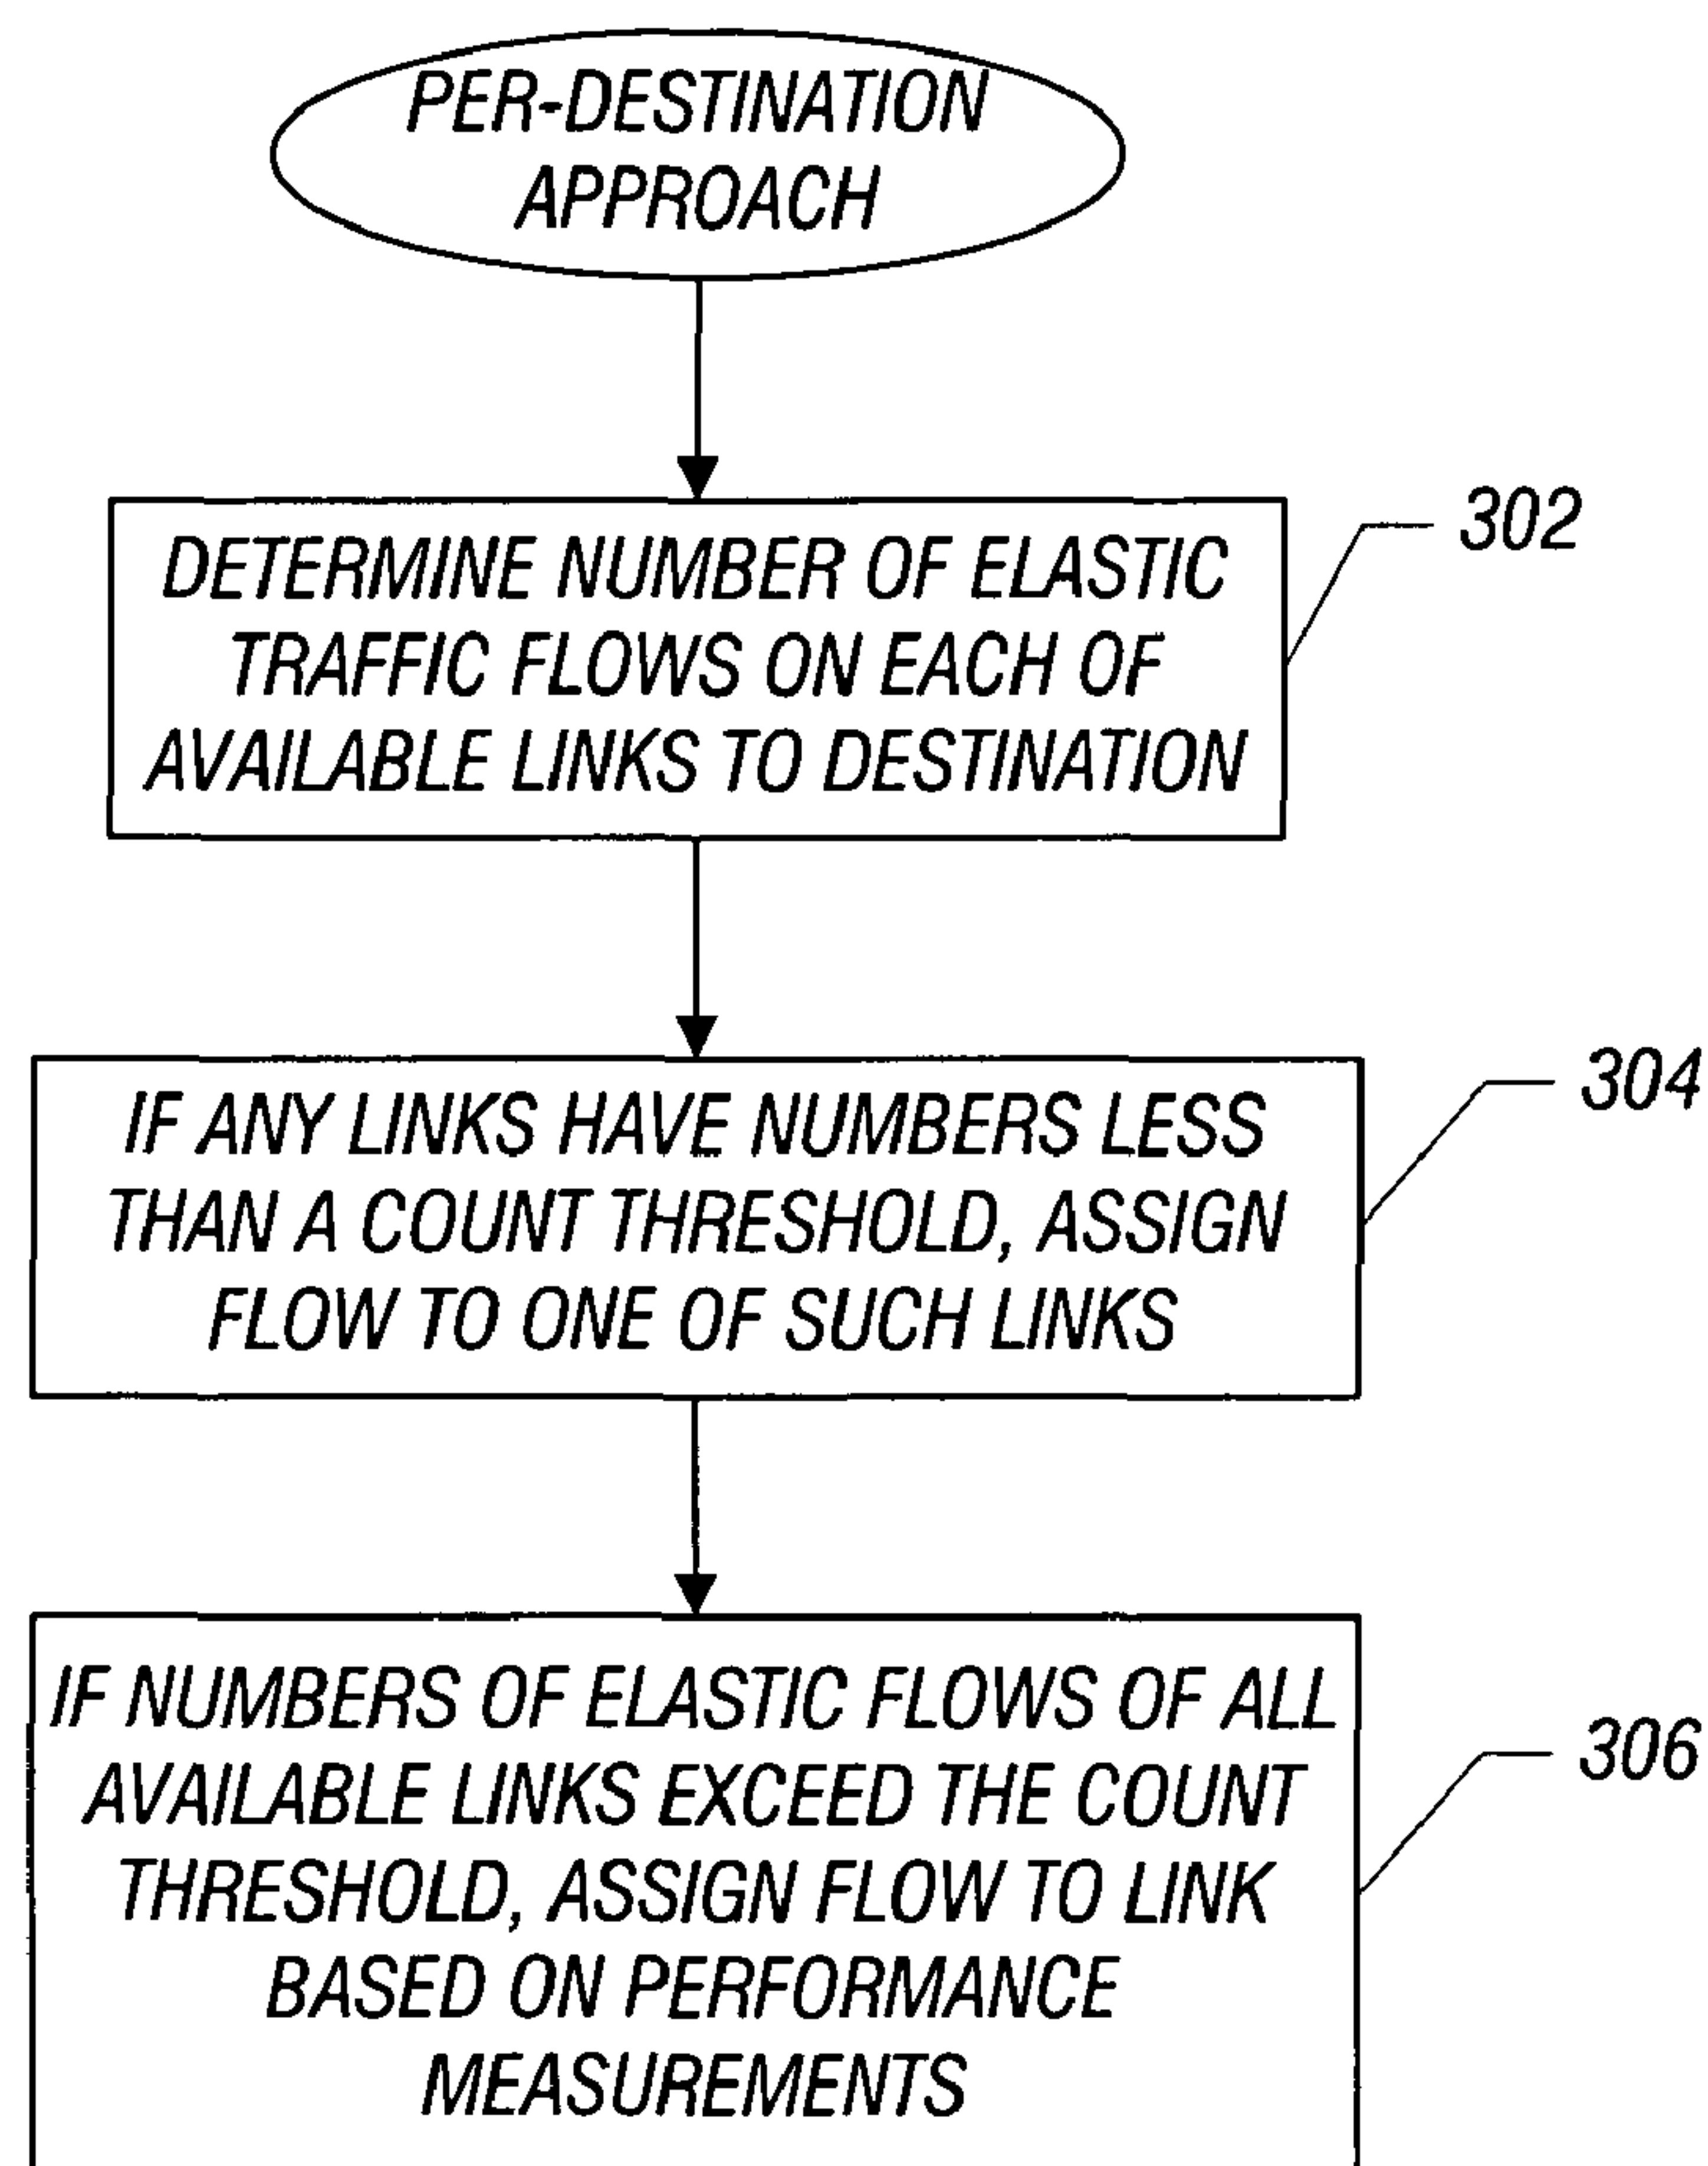 PER-DESTINATION
APPROACH
DETERMINE NUMBER OF ELASTIC
TRAFFIC FLOWS ON EACH OF
AVAILABLE LINKS TO DESTINATION
302
IF ANY LINKS HAVE NUMBERS LESS
THAN A COUNT THRESHOLD, ASSIGN
FLOW TO ONE OF SUCH LINKS
304
IF NUMBERS OF ELASTIC FLOWS OF ALL
AVAILABLE LINKS EXCEED THE COUNT
THRESHOLD, ASSIGN FLOW TO LINK
BASED ON PERFORMANCE
MEASUREMENTS
306